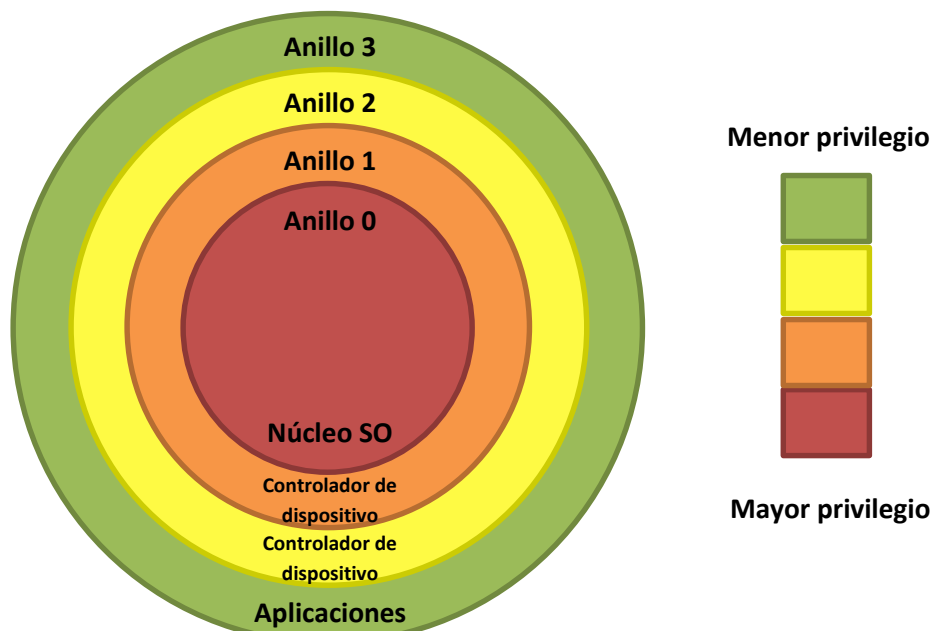 Anillo 3
Anillo 2
Anillo 1
Anillo 0
Núcleo SO
Controlador de
dispositivo
Controlador de
dispositivo
Aplicaciones
Menor privilegio
Mayor privilegio